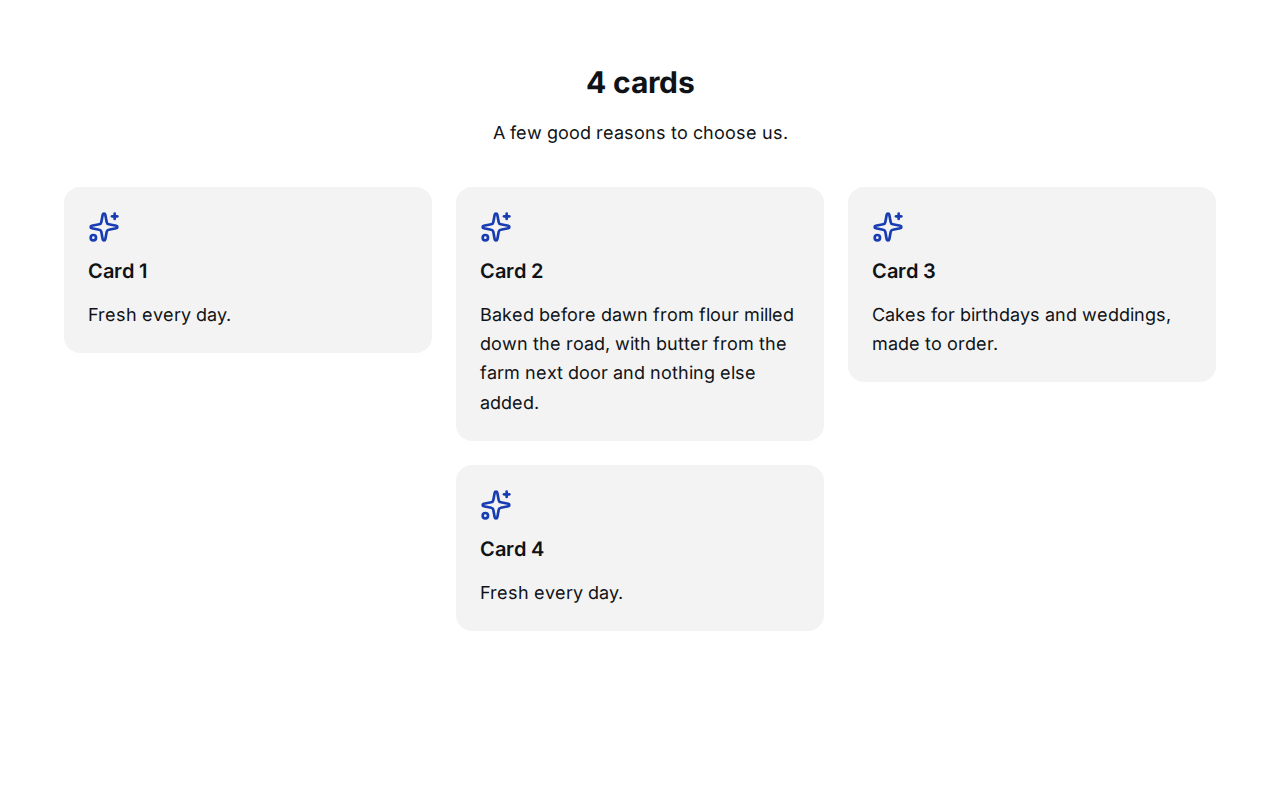 4 cards
A few good reasons to choose us.
Card 1
Fresh every day.
Card 2
Baked before dawn from flour milled
down the road, with butter from the
farm next door and nothing else
added.
Card 3
Cakes for birthdays and weddings,
made to order.
Card 4
Fresh every day.